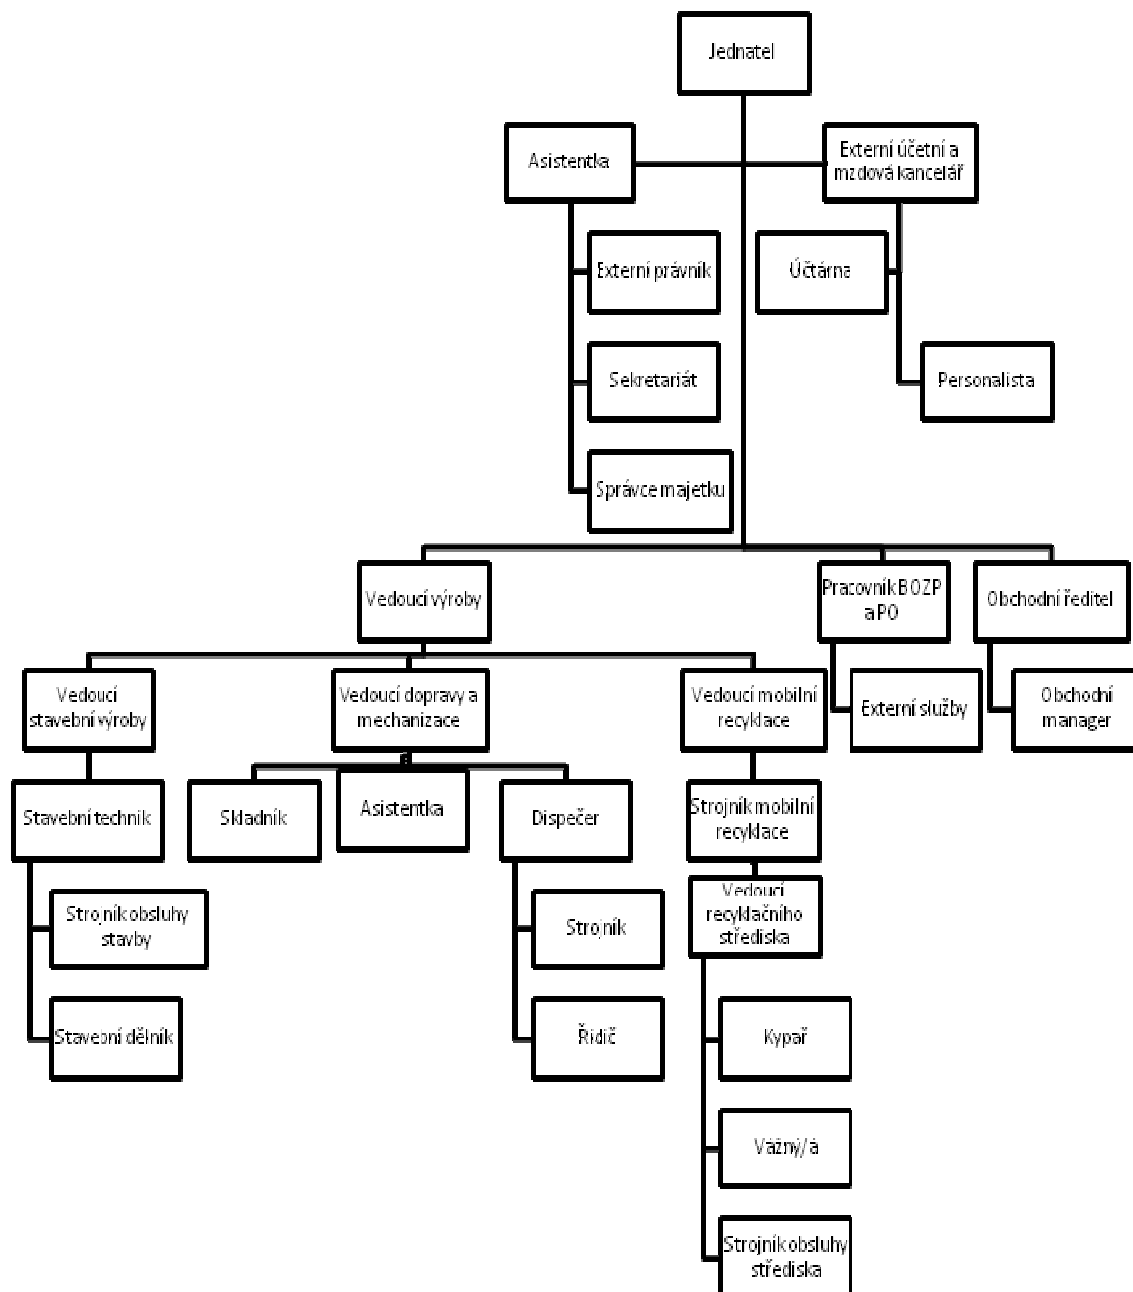 Jednatel
Asistentka
Externí účetní a
mzdová kancelář
Externí právník
Účtárna
Sekretariát
Personalista
Správce majetku
Vedoucí výroby
Pracovník BOZP
a PO
Obchodní ředitel
Vedoucí
stavební výroby
Vedoucí dopravy a
mechanizace
Vedoucí mobilní
recyklace
Externí služby
Obchodní
manager
Stavební technik
Skladník
Asistentka
Dispečer
Strojník mobilní
recyklace
Strojník obsluhy
stavby
Strojník
Vedoucí
recyklačního
střediska
Stavební dělník
Řidič
Kypař
Vážný/á
Strojník obsluhy
střediska